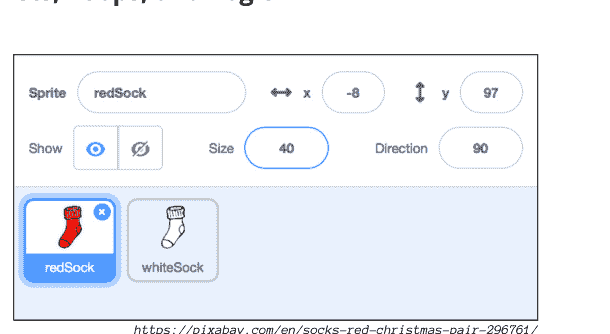 Sprite redSock x -8 y 97
Show Size 40 Direction 90
redSock whiteSock
https://pixabay.com/en/socks-red-christmas-pair-296761/